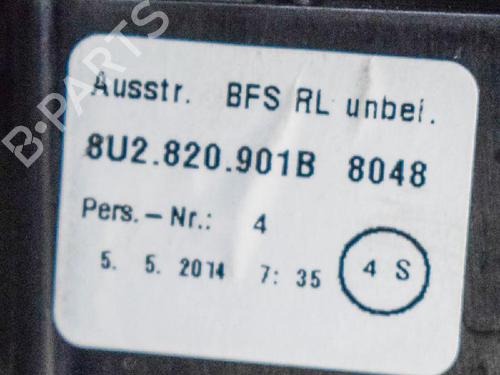 B-PARTS
Ausstr. BFS RL unbel.
8U2.820.901B 8048
Pers.-Nr.: 4
5. 5. 2014 7: 35
4 S